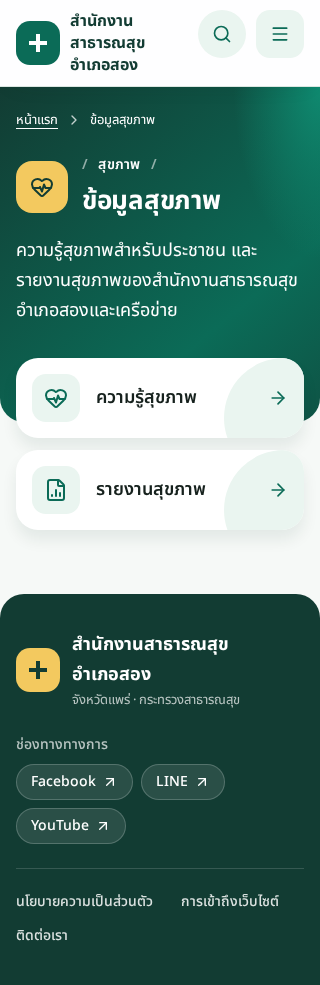 สำนักงาน
สาธารณสุข
อำเภอสอง
หน้าแรก
ข้อมูลสุขภาพ
/ สุขภาพ /
ข้อมูลสุขภาพ
ความรู้สุขภาพสำหรับประชาชน และ
รายงานสุขภาพของสำนักงานสาธารณสุข
อำเภอสองและเครือข่าย
ความรู้สุขภาพ
รายงานสุขภาพ
สำนักงานสาธารณสุข
อำเภอสอง
จังหวัดแพร่ · กระทรวงสาธารณสุข
ช่องทางทางการ
Facebook
LINE
YouTube
นโยบายความเป็นส่วนตัว
การเข้าถึงเว็บไซต์
ติดต่อเรา